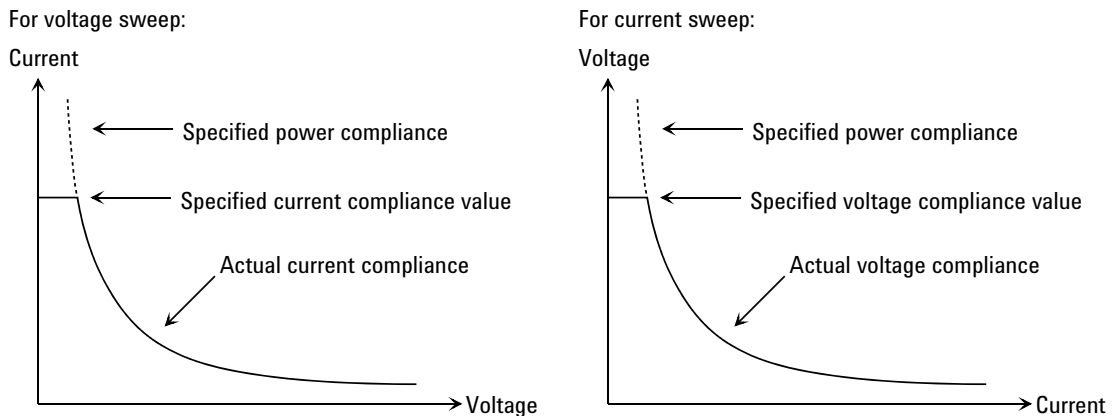 For voltage sweep:
Current
Specified power compliance
Specified current compliance value
Actual current compliance
Voltage
For current sweep:
Voltage
Specified power compliance
Specified voltage compliance value
Actual voltage compliance
Current